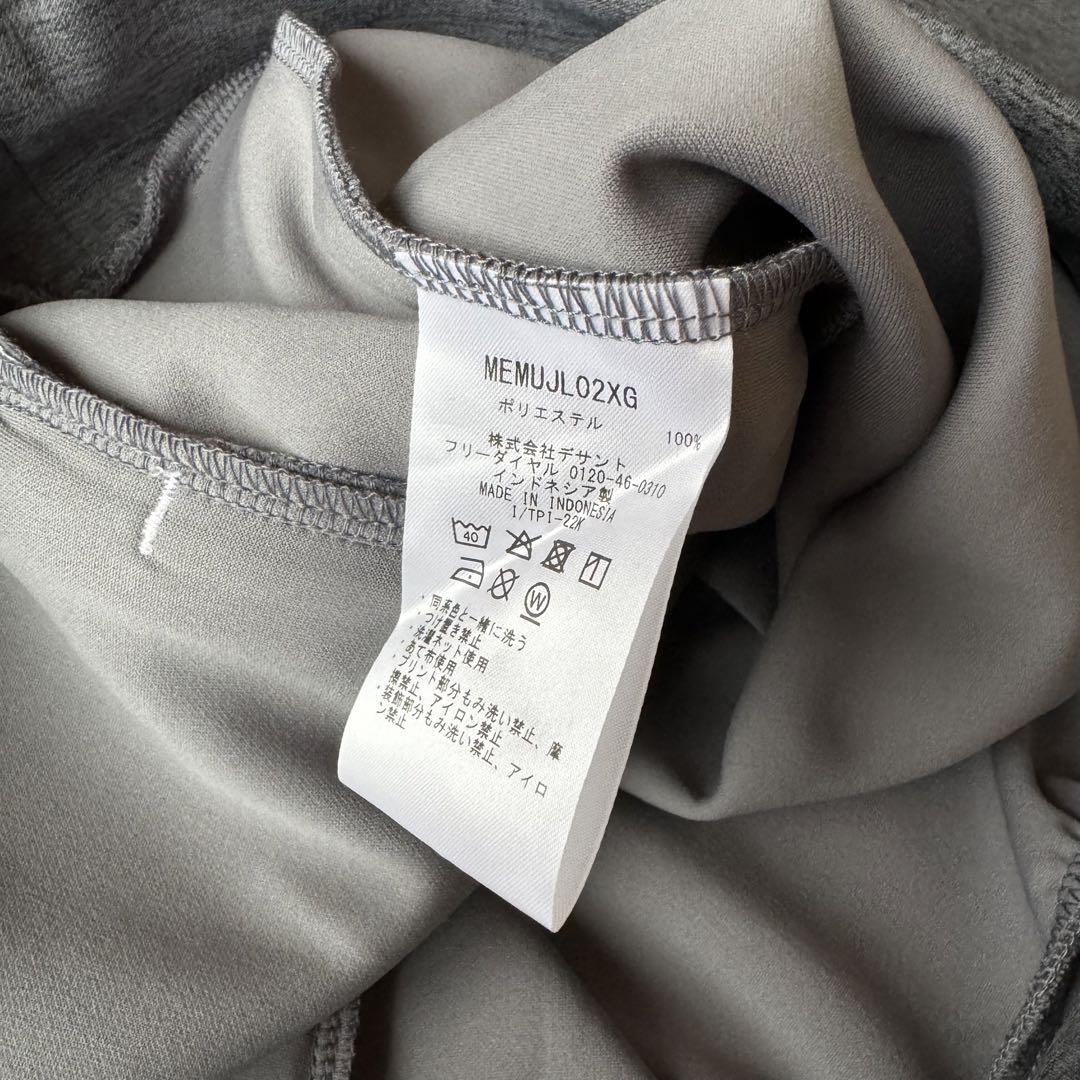 MEMUJL02XG
ポリエステル 100%
株式会社デサント
フリーダイヤル 0120-46-0310
インドネシア製
MADE IN INDONESIA
I/TPI-22K
40
W
・同系色と一緒に洗う
・つけ置き禁止
・洗濯ネット使用
・あて布使用
・プリント部分もみ洗い禁止、摩
擦禁止、アイロン禁止
・装飾部分もみ洗い禁止、アイロ
ン禁止